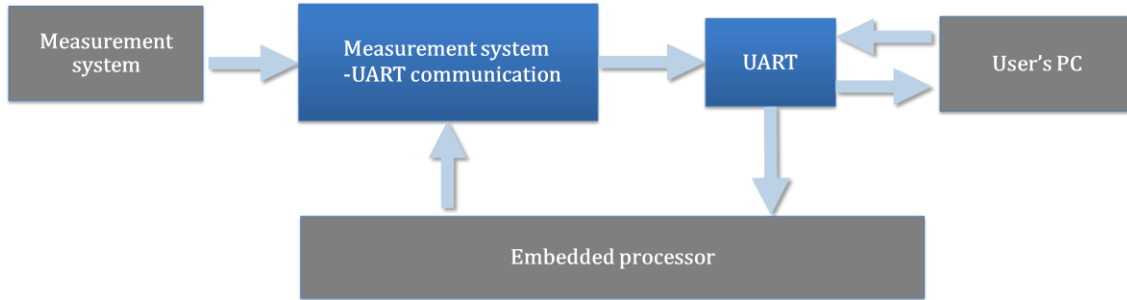 Measurement
system
Measurement system
-UART communication
UART
User's PC
Embedded processor